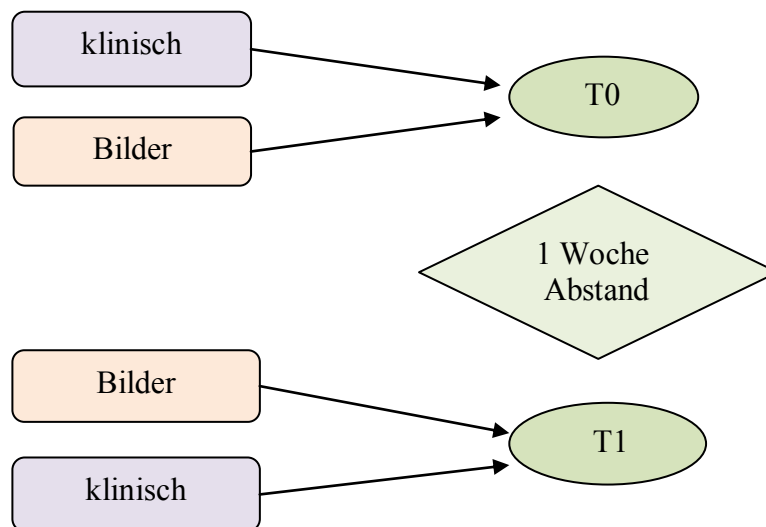 klinisch
T0
Bilder
1 Woche
Abstand
Bilder
T1
klinisch